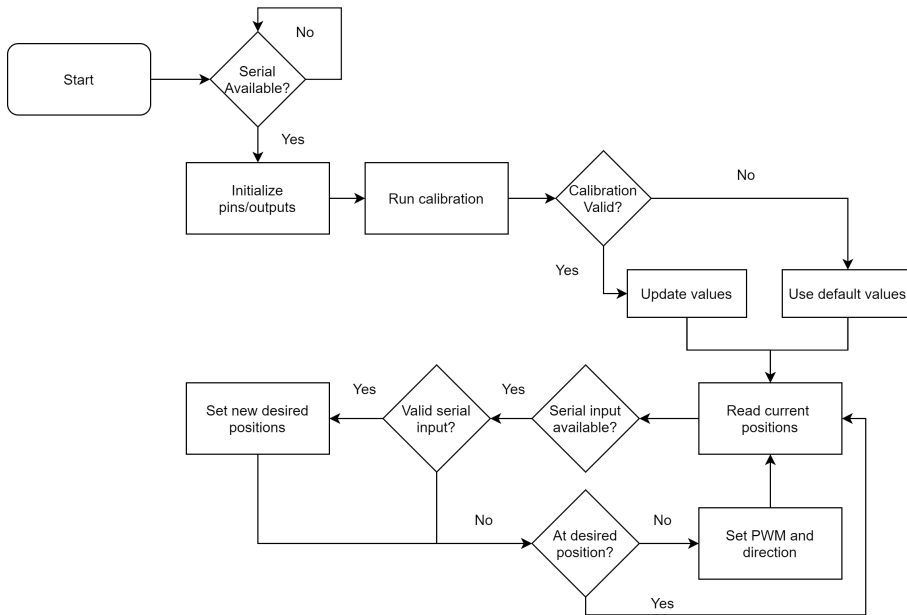 No
Start
Serial
Available?
Yes
Initialize
pins/outputs
Run calibration
Calibration
Valid?
No
Yes
Update values
Use default values
Set new desired
positions
Yes
Valid serial
input?
Yes
Serial input
available?
Read current
positions
No
At desired
position?
No
Set PWM and
direction
Yes